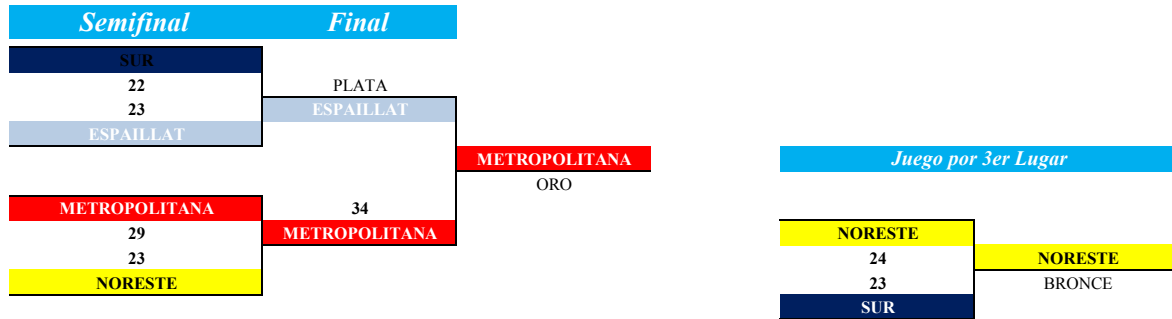 Semifinal Final
SUR
22 PLATA
23 ESPAILLAT
ESPAILLAT
METROPOLITANA Juego por 3er Lugar
ORO
METROPOLITANA 34
29 METROPOLITANA NORESTE
23 24 NORESTE
NORESTE 23 BRONCE
SUR